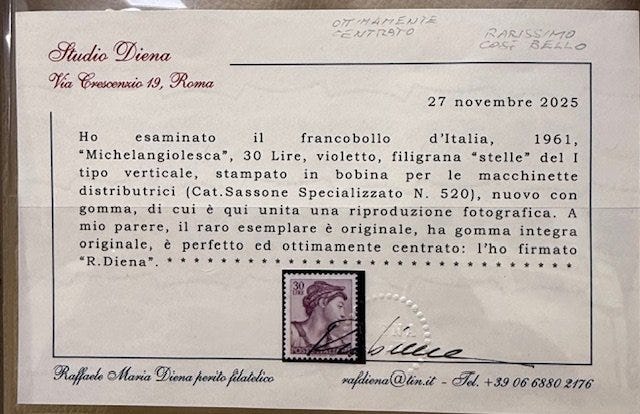 OTTIMAMENTE
CENTRATO
RARISSIMO
COSÌ BELLO
Studio Diena
Via Crescenzio 19, Roma
27 novembre 2025
Ho esaminato il francobollo d'Italia, 1961,
"Michelangiolesca", 30 Lire, violetto, filigrana "stelle" del I
tipo verticale, stampato in bobina per le macchinette
distributrici (Cat.Sassone Specializzato N. 520), nuovo con
gomma, di cui è qui unita una riproduzione fotografica. A
mio parere, il raro esemplare è originale, ha gomma integra
originale, è perfetto ed ottimamente centrato: l'ho firmato
"R.Diena". * * * * * * * * * * * * * * * * * * * * * * * * * * * *
30
LIRE
Raffaele Maria Diena perito filatelico
rafdiena@tin.it - Tel. +39 06 6880 2176